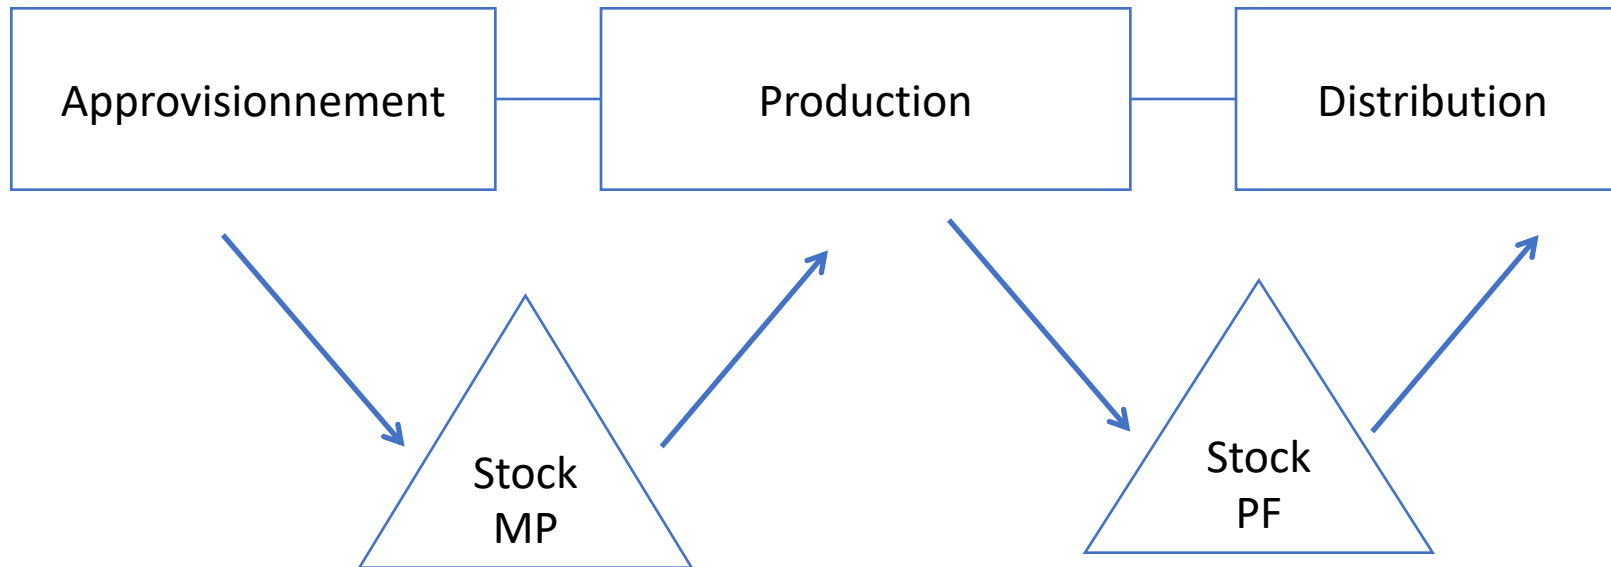 Approvisionnement
Production
Distribution
Stock
MP
Stock
PF